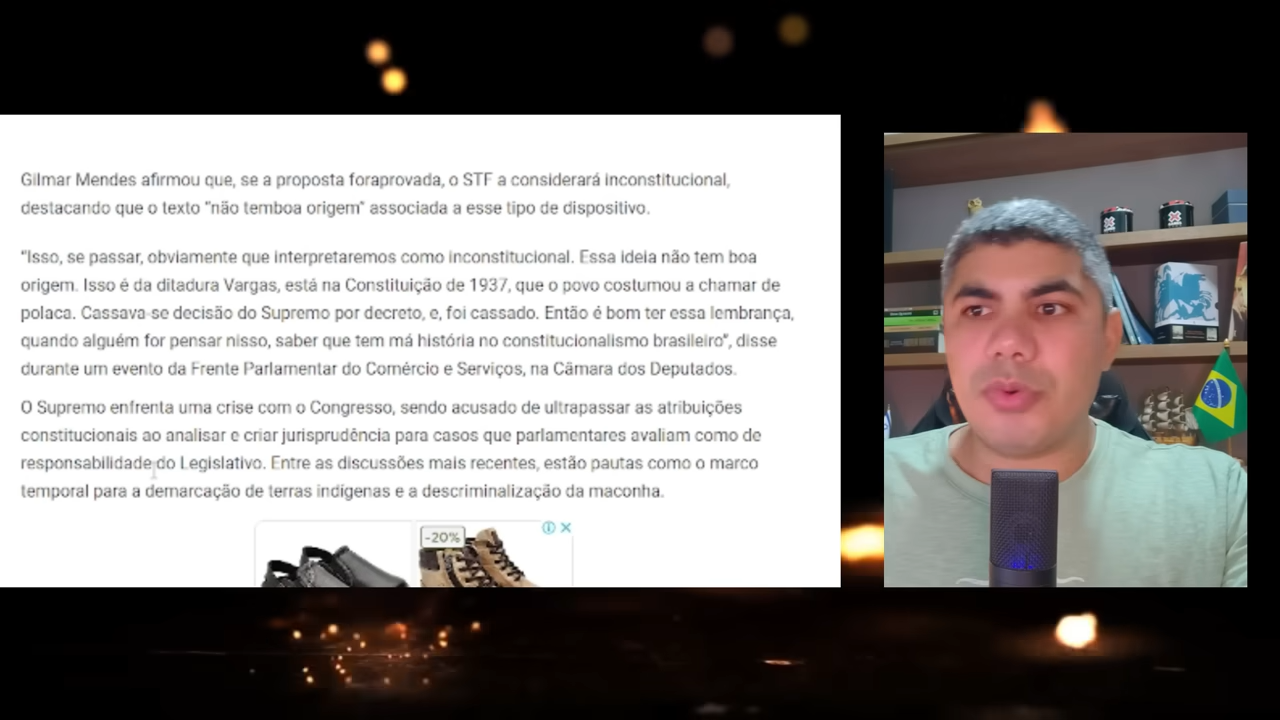 Gilmar Mendes afirmou que, se a proposta foraprovada, o STF a considerará inconstitucional,
destacando que o texto "não temboa origem" associada a esse tipo de dispositivo.
"Isso, se passar, obviamente que interpretaremos como inconstitucional. Essa ideia não tem boa
origem. Isso é da ditadura Vargas, está na Constituição de 1937, que o povo costumou a chamar de
polaca. Cassava-se decisão do Supremo por decreto, e, foi cassado. Então é bom ter essa lembrança,
quando alguém for pensar nisso, saber que tem má história no constitucionalismo brasileiro", disse
durante um evento da Frente Parlamentar do Comércio e Serviços, na Câmara dos Deputados.
O Supremo enfrenta uma crise com o Congresso, sendo acusado de ultrapassar as atribuições
constitucionais ao analisar e criar jurisprudência para casos que parlamentares avaliam como de
responsabilidade do Legislativo. Entre as discussões mais recentes, estão pautas como o marco
temporal para a demarcação de terras indígenas e a descriminalização da maconha.
-20%